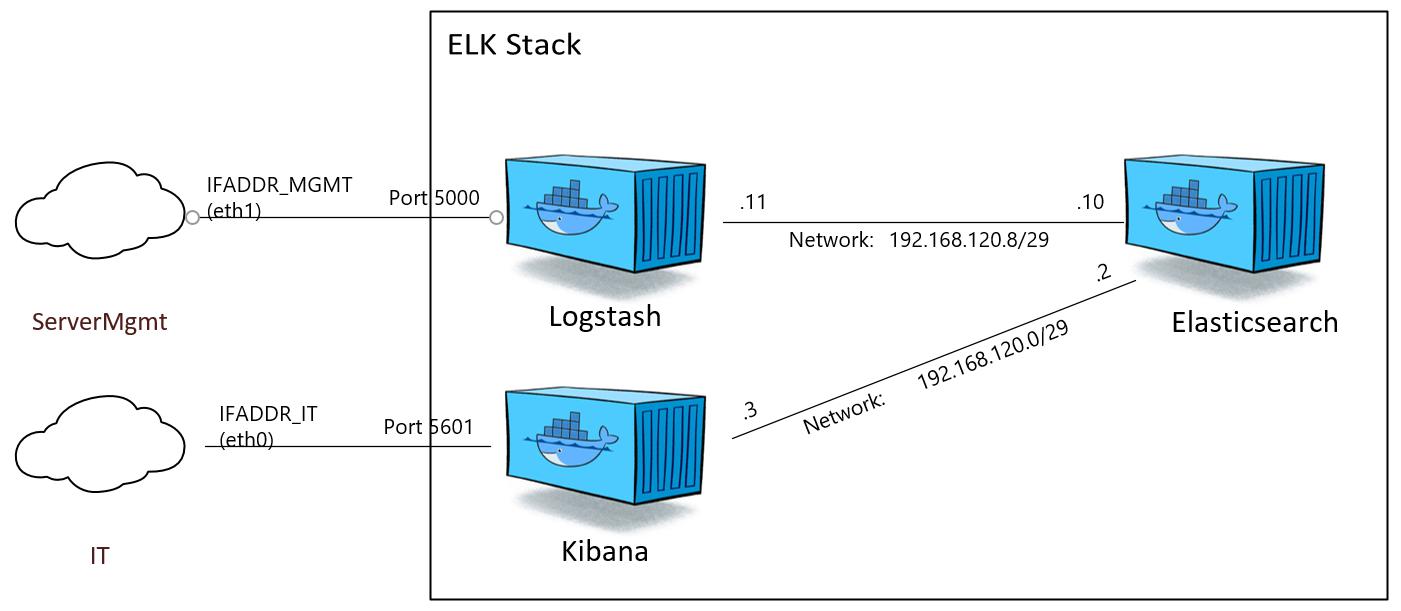 ELK Stack
IFADDR_MGMT
(eth1)
Port 5000
.11
.10
Network: 192.168.120.8/29
ServerMgmt
Logstash
Elasticsearch
.2
.3
Network: 192.168.120.0/29
IFADDR_IT
(eth0)
Port 5601
IT
Kibana